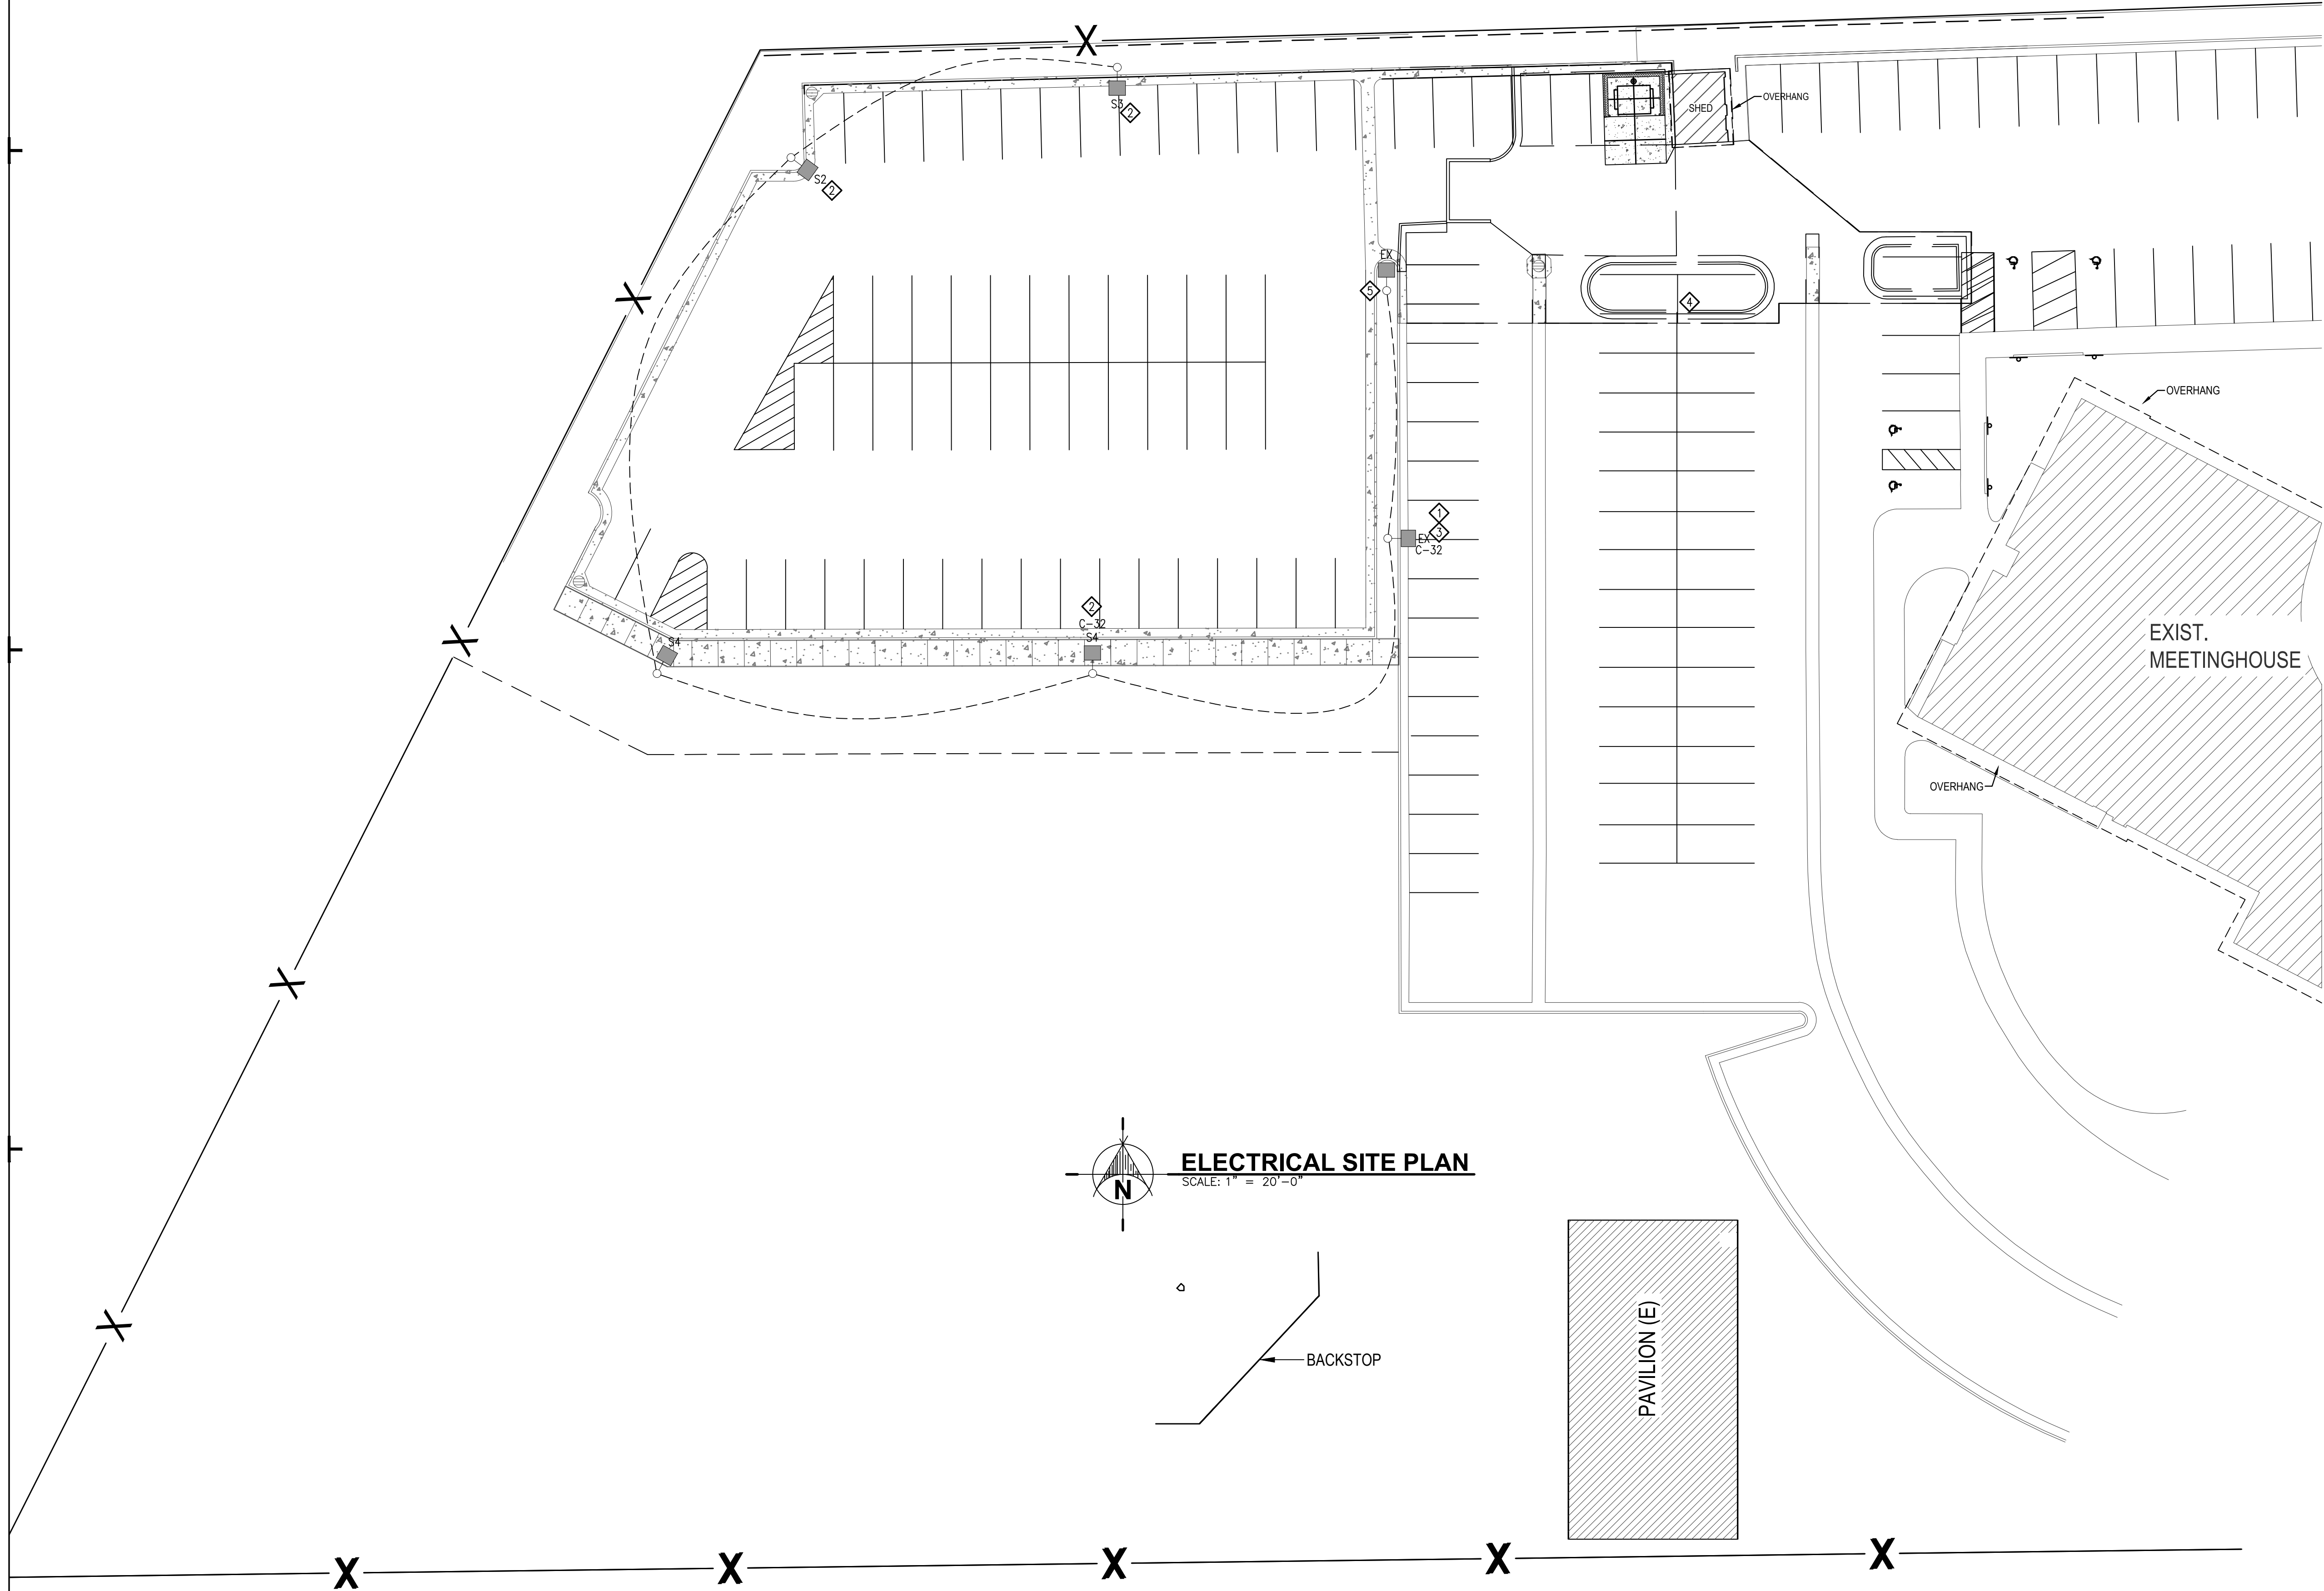 X
S3
2
SHED
OVERHANG
S2
2
EX
5
X
4
OVERHANG
1
EX
3
C-32
2
C-32
S4
S4
X
EXIST.
MEETINGHOUSE
OVERHANG
X
ELECTRICAL SITE PLAN
SCALE: 1" = 20'-0"
N
X
BACKSTOP
PAVILION (E)
X
X
X
X
X